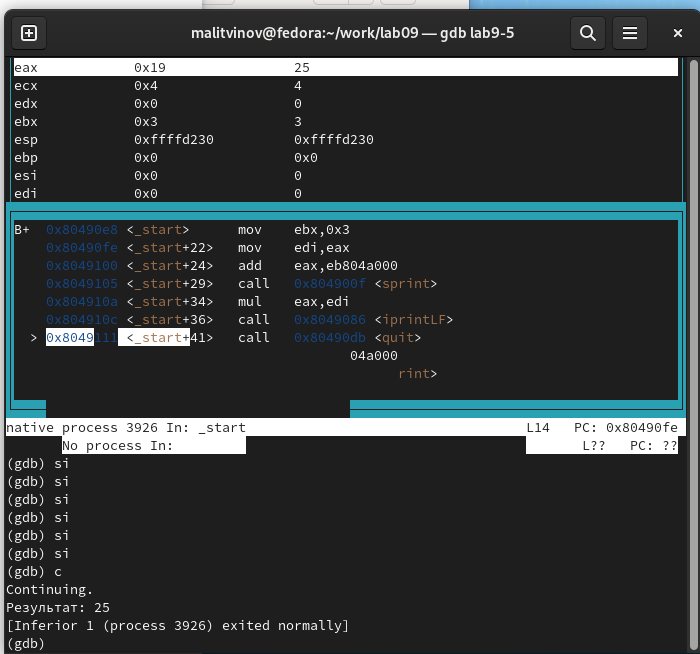 malitvinov@fedora:~/work/lab09 — gdb lab9-5
eax 0x19 25
ecx 0x4 4
edx 0x0 0
ebx 0x3 3
esp 0xffffd230 0xffffd230
ebp 0x0 0x0
esi 0x0 0
edi 0x0 0
B+ 0x80490e8 <_start> mov ebx,0x3
0x80490fe <_start+22> mov edi,eax
0x8049100 <_start+24> add eax,eb804a000
0x8049105 <_start+29> call 0x804900f <sprint>
0x804910a <_start+34> mul eax,edi
0x804910c <_start+36> call 0x8049086 <iprintLF>
> 0x8049111 <_start+41> call 0x80490db <quit>
04a000
rint>
native process 3926 In: _start L14 PC: 0x80490fe
No process In: L?? PC: ??
(gdb) si
(gdb) si
(gdb) si
(gdb) si
(gdb) si
(gdb) si
(gdb) c
Continuing.
Результат: 25
[Inferior 1 (process 3926) exited normally]
(gdb)